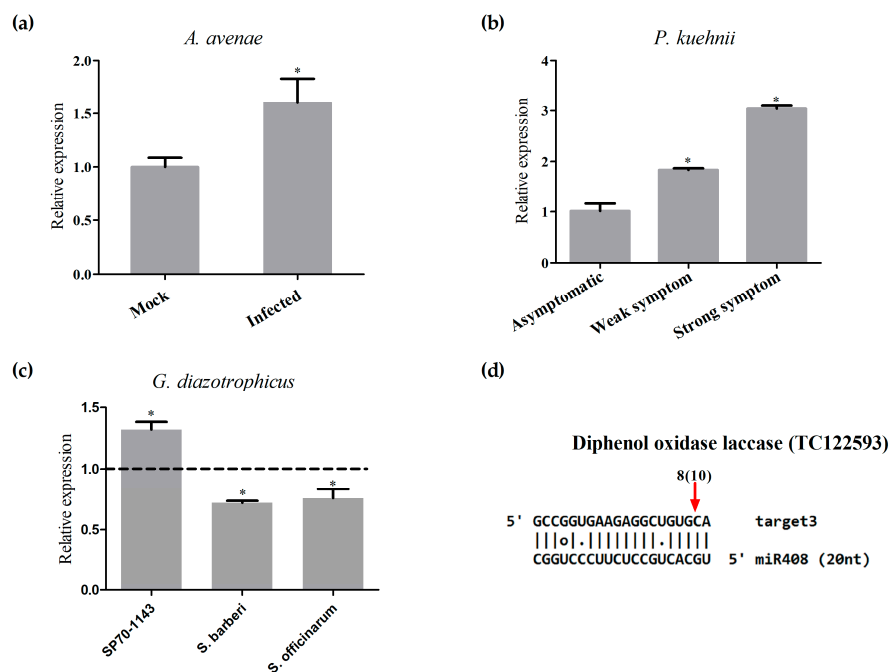 (a)
A. avenae
Relative expression
2.0
1.5
1.0
0.5
0.0
*
Mock
Infected
(b)
P. kuehnii
Relative expression
4
3
2
1
0
*
*
Asymptomatic
Weak symptom
Strong symptom
(c)
G. diazotrophicus
Relative expression
1.5
1.0
0.5
0.0
*
*
*
SP70-1143
S. barberi
S. officinarum
(d)
Diphenol oxidase laccase (TC122593)
8(10)
5' GCCGGUGAAGAGGCUGUGCA target3
|||o|.||||||||.|||||
CGGUCCCUUCUCCGUCACGU 5' miR408 (20nt)